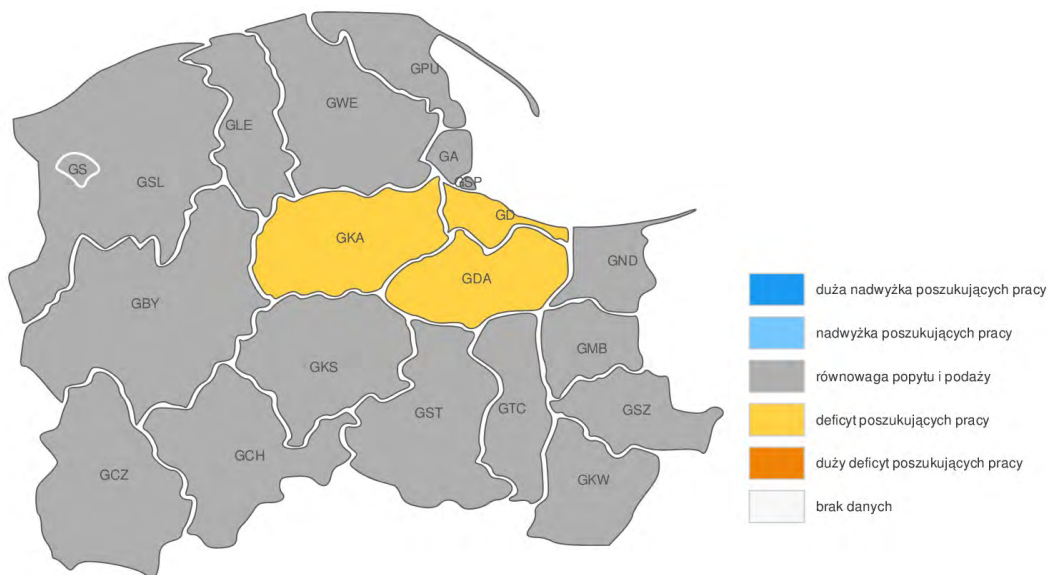 GPU
GWE
GLE
GA
GS
GSL
GSP
GD
GKA
GND
GDA
GBY
GMB
GKS
GST
GTC
GSZ
GCH
GCZ
GKW
duża nadwyżka poszukujących pracy
nadwyżka poszukujących pracy
równowaga popytu i podaży
deficyt poszukujących pracy
duży deficyt poszukujących pracy
brak danych